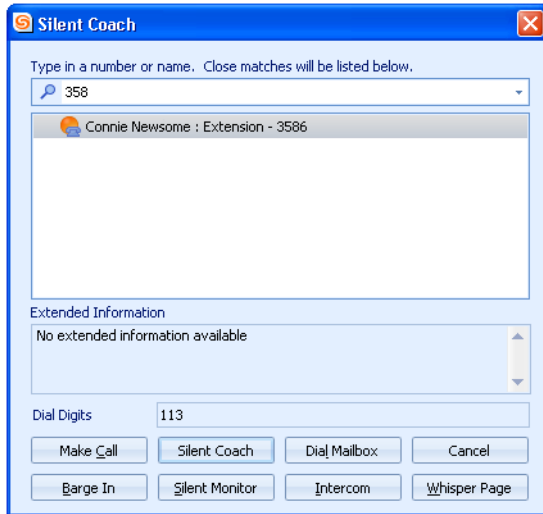 Silent Coach
Type in a number or name. Close matches will be listed below.
358
Connie Newsome : Extension - 3586
Extended Information
No extended information available
Dial Digits 113
Make Call Silent Coach Dial Mailbox Cancel
Barge In Silent Monitor Intercom Whisper Page